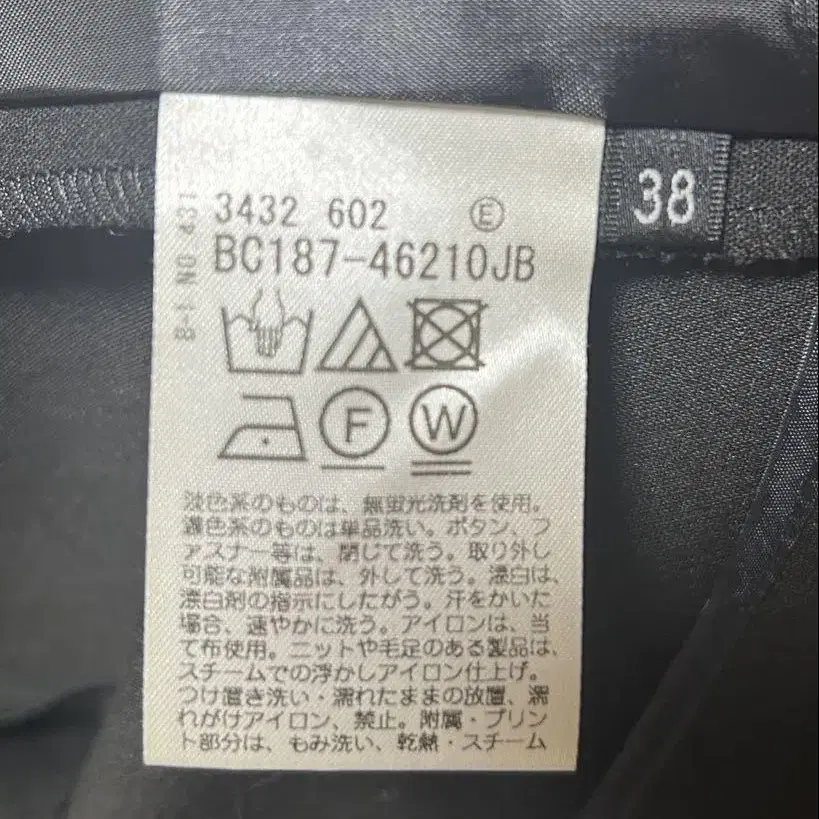 3432 602 Ⓔ
BC187-46210JB
B-1 NO 431
38
F
W
淡色系のものは、無蛍光洗剤を使用。
濃色系のものは単品洗い。ボタン、フ
ァスナー等は、閉じて洗う。取り外し
可能な附属品は、外して洗う。漂白は、
漂白剤の指示にしたがう。汗をかいた
場合、速やかに洗う。アイロンは、当
て布使用。ニットや毛足のある製品は、
スチームでの浮かしアイロン仕上げ。
つけ置き洗い・濡れたままの放置、濡
れがけアイロン、禁止。附属・プリン
ト部分は、もみ洗い、乾熱・スチーム